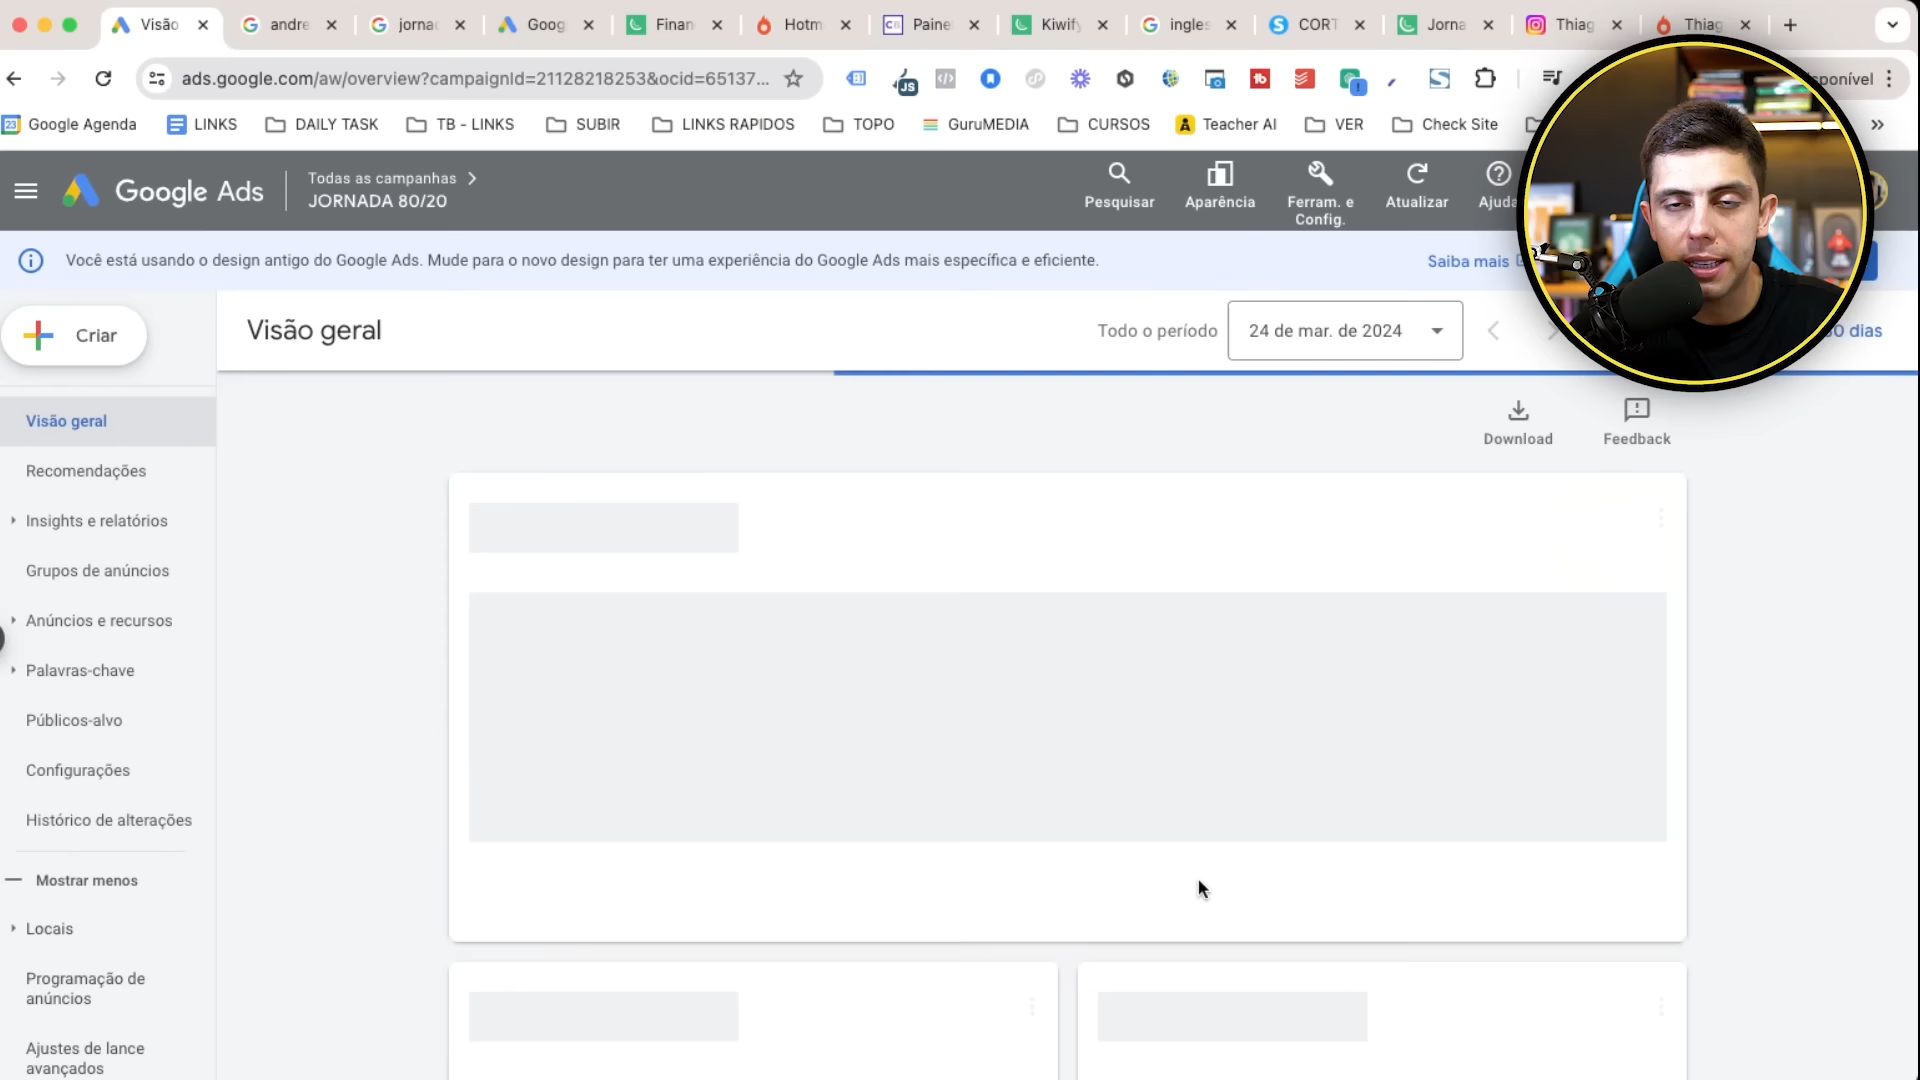 Visão
andre
jorna
Goog
Finan
Hotm
Paine
Kiwify
ingles
CORT
Jorna
Thiag
Thiag
ads.google.com/aw/overview?campaignId=21128218253&ocid=65137...
Google Agenda
LINKS
DAILY TASK
TB - LINKS
SUBIR
LINKS RAPIDOS
TOPO
GuruMEDIA
CURSOS
Teacher AI
VER
Check Site
Google Ads
Todas as campanhas
JORNADA 80/20
Pesquisar
Aparência
Ferram. e
Config.
Atualizar
Ajuda
Você está usando o design antigo do Google Ads. Mude para o novo design para ter uma experiência do Google Ads mais específica e eficiente.
Saiba mais
Criar
Visão geral
Todo o período
24 de mar. de 2024
dias
Download
Feedback
Visão geral
Recomendações
Insights e relatórios
Grupos de anúncios
Anúncios e recursos
Palavras-chave
Públicos-alvo
Configurações
Histórico de alterações
Mostrar menos
Locais
Programação de
anúncios
Ajustes de lance
avançados